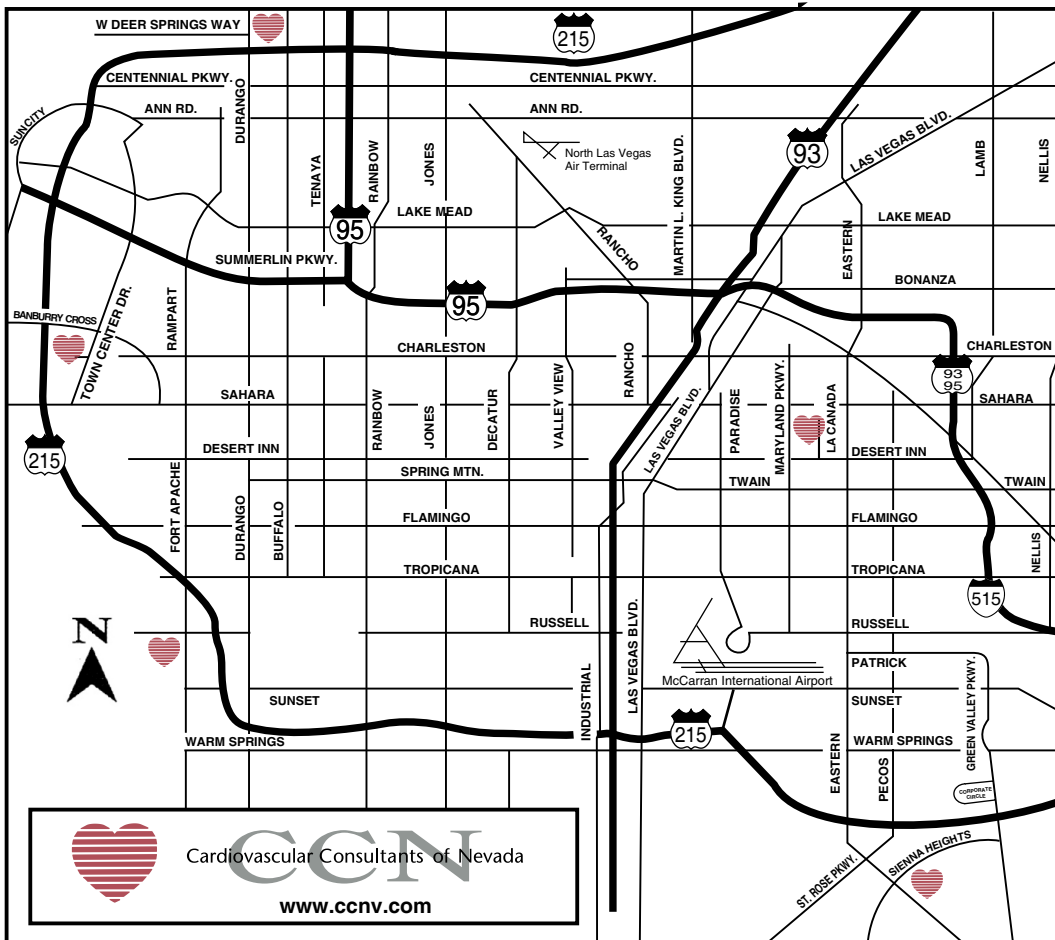 W DEER SPRINGS WAY
215
CENTENNIAL PKWY.
CENTENNIAL PKWY.
ANN RD.
ANN RD.
SUN CITY
DURANGO
TENAYA
RAINBOW
JONES
North Las Vegas
Air Terminal
MARTIN L. KING BLVD.
93
LAS VEGAS BLVD.
LAMB
NELLIS
LAKE MEAD
LAKE MEAD
95
RANCHO
EASTERN
SUMMERLIN PKWY.
BONANZA
95
TOWN CENTER DR.
RAMPART
BANBURRY CROSS
CHARLESTON
CHARLESTON
93
95
SAHARA
SAHARA
RAINBOW
JONES
DECATUR
VALLEY VIEW
RANCHO
LAS VEGAS BLVD.
PARADISE
MARYLAND PKWY.
LA CANADA
215
DESERT INN
DESERT INN
SPRING MTN.
TWAIN
TWAIN
FORT APACHE
DURANGO
BUFFALO
FLAMINGO
FLAMINGO
NELLIS
TROPICANA
TROPICANA
515
N
RUSSELL
RUSSELL
LAS VEGAS BLVD.
INDUSTRIAL
McCarran International Airport
PATRICK
GREEN VALLEY PKWY.
SUNSET
SUNSET
215
WARM SPRINGS
WARM SPRINGS
EASTERN
PECOS
CORPORATE
CIRCLE
ST. ROSE PKWY.
SIENNA HEIGHTS
CCN
Cardiovascular Consultants of Nevada
www.ccnv.com